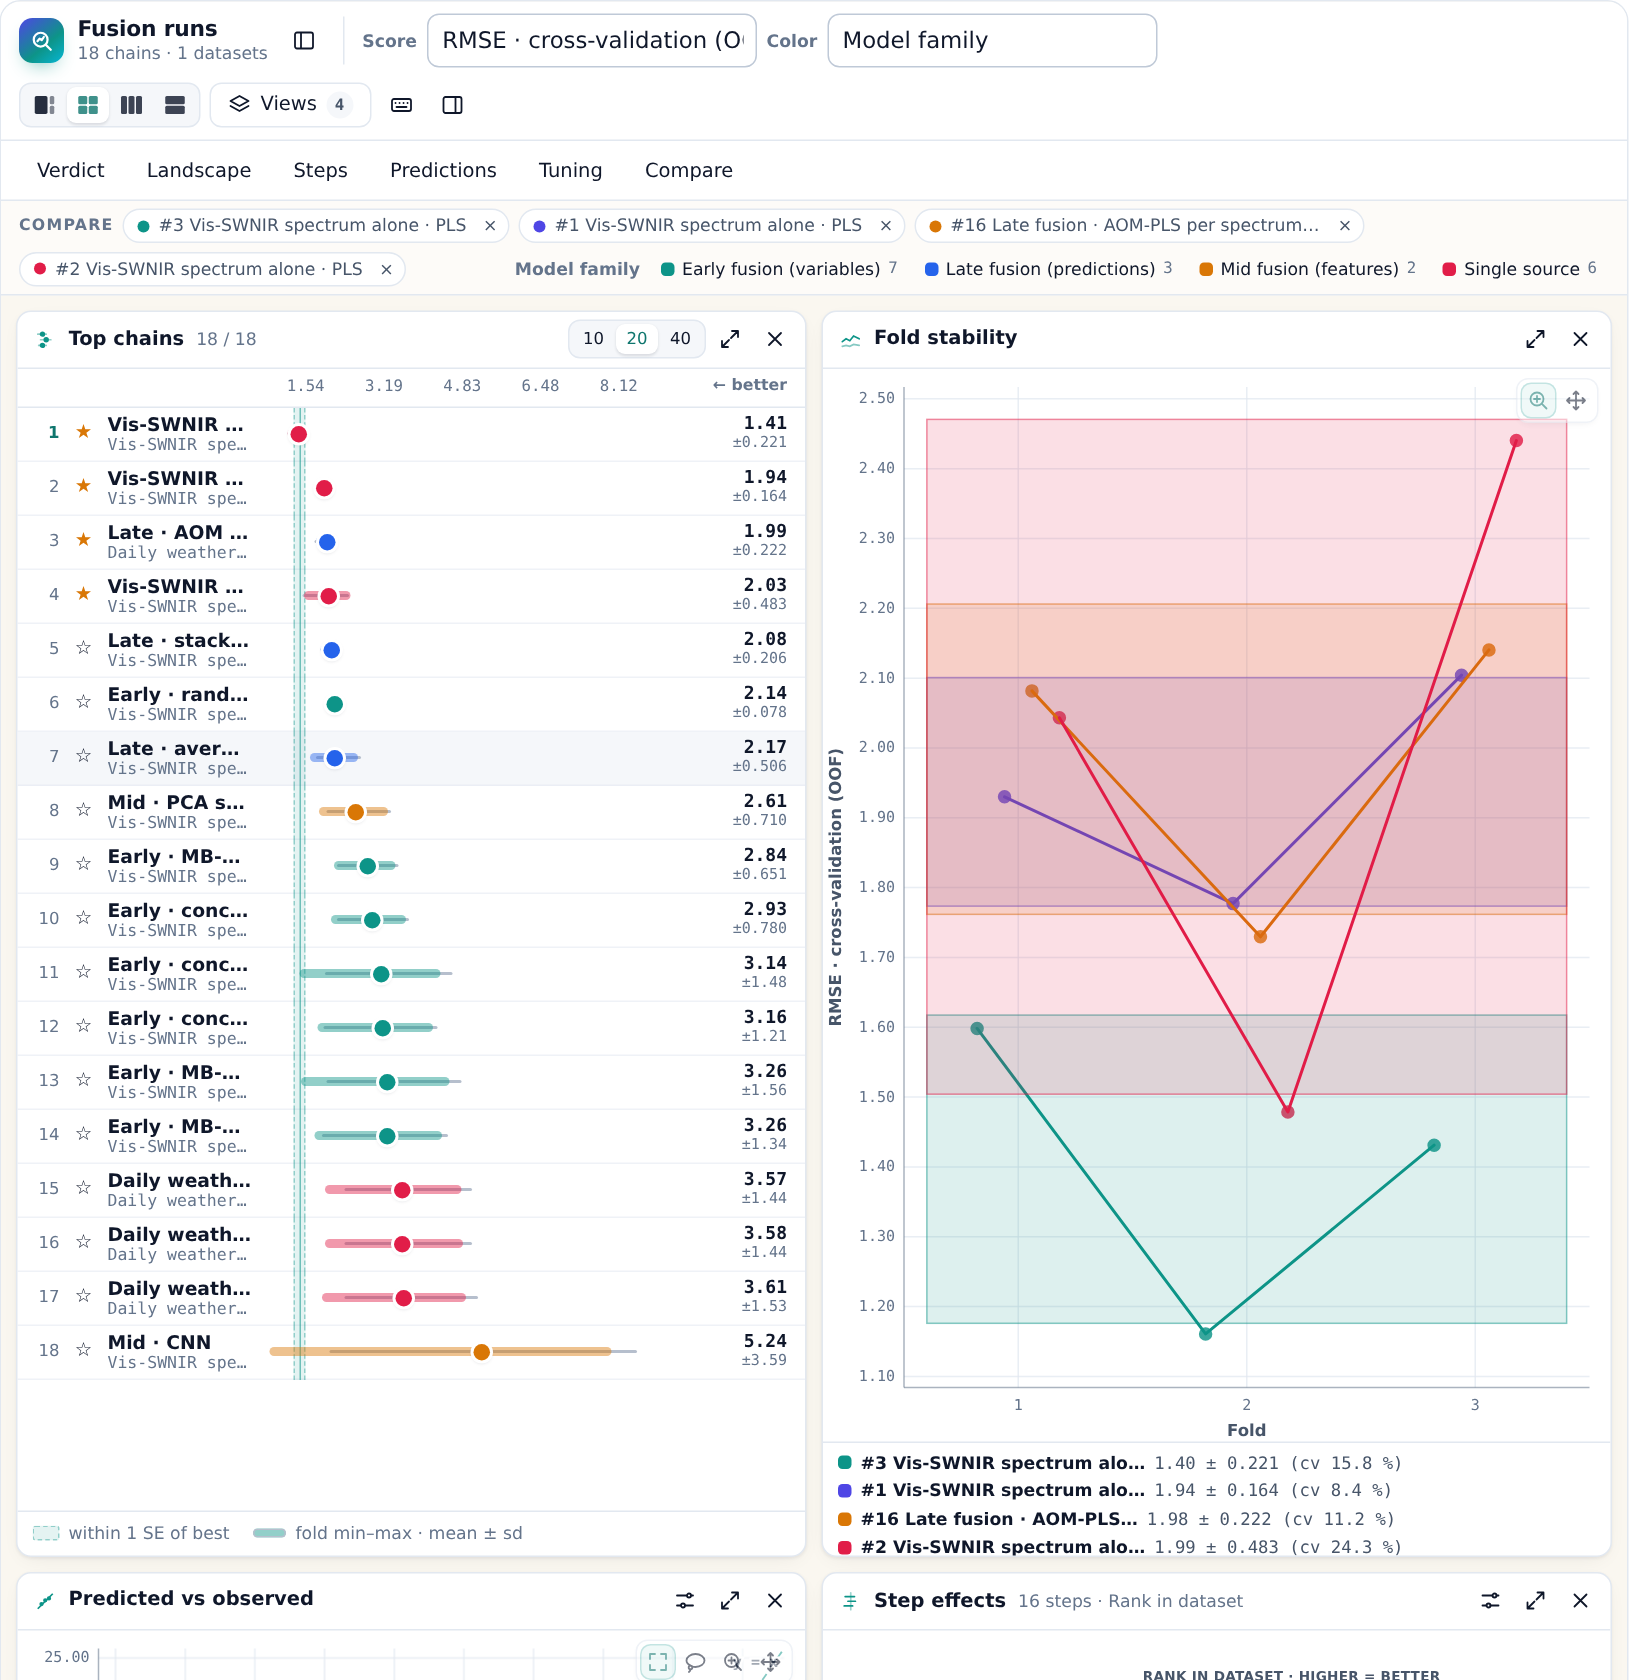 Fusion runs
18 chains · 1 datasets
Score
RMSE · cross-validation (O
Color
Model family
Views 4
Verdict
Landscape
Steps
Predictions
Tuning
Compare
COMPARE
#3 Vis-SWNIR spectrum alone · PLS ×
#1 Vis-SWNIR spectrum alone · PLS ×
#16 Late fusion · AOM-PLS per spectrum… ×
#2 Vis-SWNIR spectrum alone · PLS ×
Model family
Early fusion (variables) 7
Late fusion (predictions) 3
Mid fusion (features) 2
Single source 6
Top chains 18 / 18
10 20 40
1.54 3.19 4.83 6.48 8.12 ← better
1 ★ Vis-SWNIR … 1.41
Vis-SWNIR spe… ±0.221
2 ★ Vis-SWNIR … 1.94
Vis-SWNIR spe… ±0.164
3 ★ Late · AOM … 1.99
Daily weather… ±0.222
4 ★ Vis-SWNIR … 2.03
Vis-SWNIR spe… ±0.483
5 ☆ Late · stack… 2.08
Vis-SWNIR spe… ±0.206
6 ☆ Early · rand… 2.14
Vis-SWNIR spe… ±0.078
7 ☆ Late · aver… 2.17
Vis-SWNIR spe… ±0.506
8 ☆ Mid · PCA s… 2.61
Vis-SWNIR spe… ±0.710
9 ☆ Early · MB-… 2.84
Vis-SWNIR spe… ±0.651
10 ☆ Early · conc… 2.93
Vis-SWNIR spe… ±0.780
11 ☆ Early · conc… 3.14
Vis-SWNIR spe… ±1.48
12 ☆ Early · conc… 3.16
Vis-SWNIR spe… ±1.21
13 ☆ Early · MB-… 3.26
Vis-SWNIR spe… ±1.56
14 ☆ Early · MB-… 3.26
Vis-SWNIR spe… ±1.34
15 ☆ Daily weath… 3.57
Daily weather… ±1.44
16 ☆ Daily weath… 3.58
Daily weather… ±1.44
17 ☆ Daily weath… 3.61
Daily weather… ±1.53
18 ☆ Mid · CNN 5.24
Vis-SWNIR spe… ±3.59
within 1 SE of best
fold min–max · mean ± sd
Fold stability
RMSE · cross-validation (OOF)
2.50
2.40
2.30
2.20
2.10
2.00
1.90
1.80
1.70
1.60
1.50
1.40
1.30
1.20
1.10
1 2 3
Fold
#3 Vis-SWNIR spectrum alo… 1.40 ± 0.221 (cv 15.8 %)
#1 Vis-SWNIR spectrum alo… 1.94 ± 0.164 (cv 8.4 %)
#16 Late fusion · AOM-PLS… 1.98 ± 0.222 (cv 11.2 %)
#2 Vis-SWNIR spectrum alo… 1.99 ± 0.483 (cv 24.3 %)
Predicted vs observed
25.00
Step effects 16 steps · Rank in dataset
RANK IN DATASET · HIGHER = BETTER